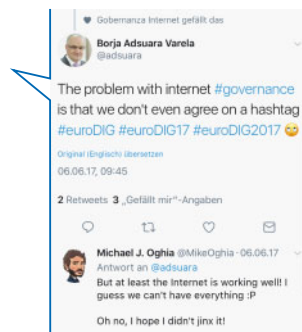 Gobernanza Internet gefällt das
Borja Adsuara Varela
@adsuara
The problem with internet #governance
is that we don't even agree on a hashtag
#euroDIG #euroDIG17 #euroDIG2017
Original (Englisch) übersetzen
06.06.17, 09:45
2 Retweets 3 „Gefällt mir"-Angaben
Michael J. Oghia @MikeOghia · 06.06.17
Antwort an @adsuara
But at least the Internet is working well! I
guess we can't have everything :P
Oh no, I hope I didn't jinx it!